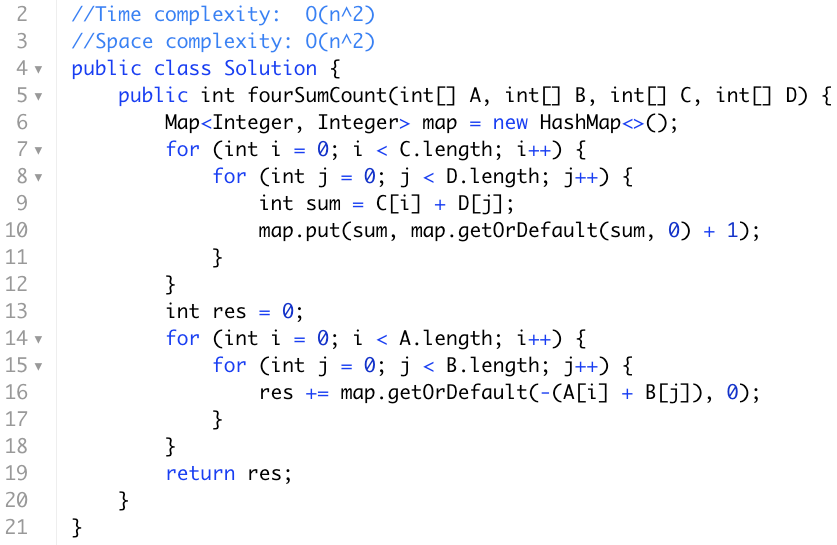 2 //Time complexity:  O(n^2)
3 //Space complexity: O(n^2)
4 public class Solution {
5     public int fourSumCount(int[] A, int[] B, int[] C, int[] D) {
6         Map<Integer, Integer> map = new HashMap<>();
7         for (int i = 0; i < C.length; i++) {
8             for (int j = 0; j < D.length; j++) {
9                 int sum = C[i] + D[j];
10                 map.put(sum, map.getOrDefault(sum, 0) + 1);
11             }
12         }
13         int res = 0;
14         for (int i = 0; i < A.length; i++) {
15             for (int j = 0; j < B.length; j++) {
16                 res += map.getOrDefault(-(A[i] + B[j]), 0);
17             }
18         }
19         return res;
20     }
21 }